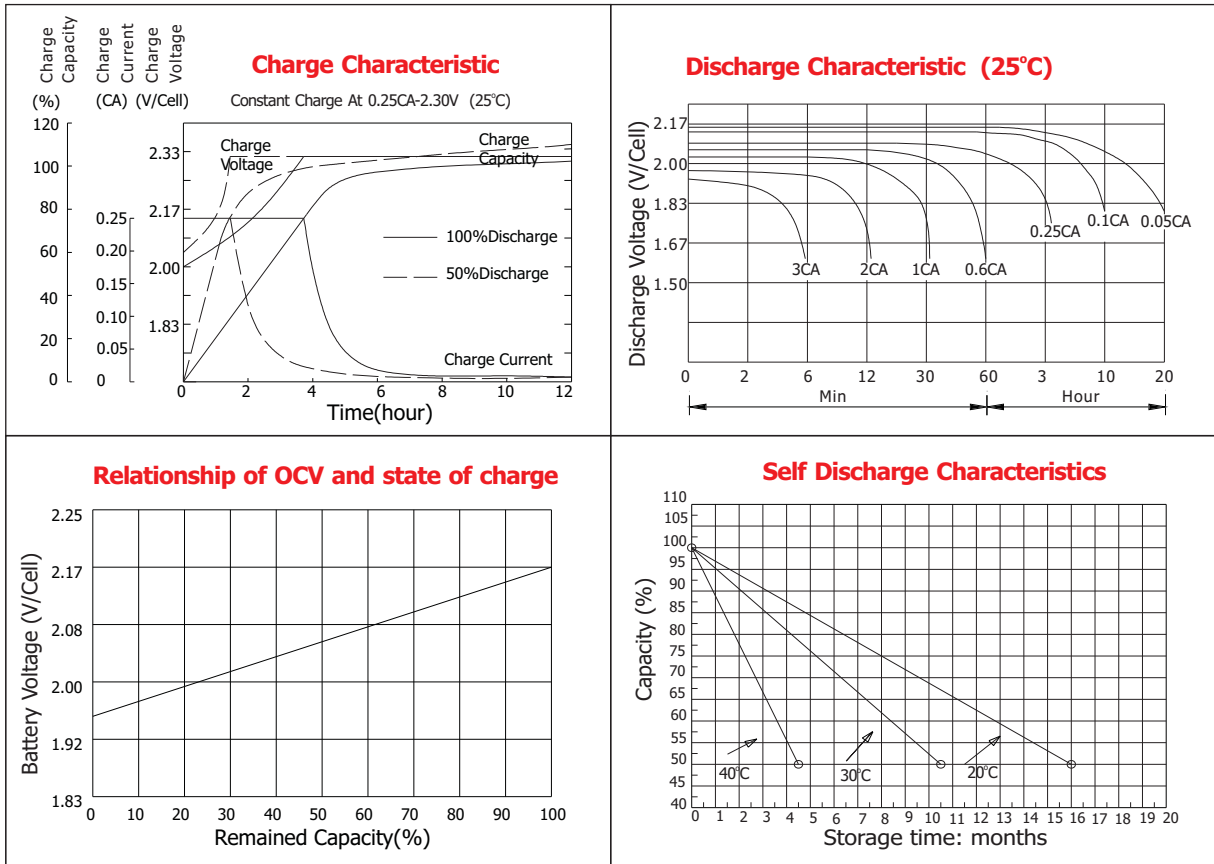 Charge Capacity
Charge Current
Charge Voltage
(%) (CA) (V/Cell)
Charge Characteristic
Constant Charge At 0.25CA-2.30V (25°C)
120
100
80
60
40
20
0
0.25
0.20
0.15
0.10
0.05
0
2.33
2.17
2.00
1.83
Charge Voltage
Charge Capacity
100%Discharge
50%Discharge
Charge Current
0 2 4 6 8 10 12
Time(hour)
Discharge Characteristic (25°C)
Discharge Voltage (V/Cell)
2.17
2.00
1.83
1.67
1.50
3CA 2CA 1CA 0.6CA 0.25CA 0.1CA 0.05CA
0 2 6 12 30 60 3 10 20
Min Hour
Relationship of OCV and state of charge
Battery Voltage (V/Cell)
2.25
2.17
2.08
2.00
1.92
1.83
0 10 20 30 40 50 60 70 80 90 100
Remained Capacity(%)
Self Discharge Characteristics
Capacity (%)
110
105
100
95
90
85
80
75
70
65
60
55
50
45
40
40°C 30°C 20°C
0 1 2 3 4 5 6 7 8 9 10 11 12 13 14 15 16 17 18 19 20
Storage time: months